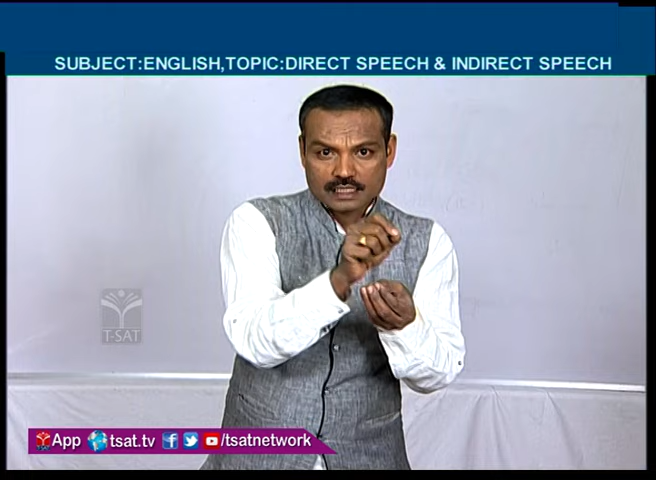 SUBJECT:ENGLISH,TOPIC:DIRECT SPEECH & INDIRECT SPEECH
T-SAT
App tsat.tv /tsatnetwork